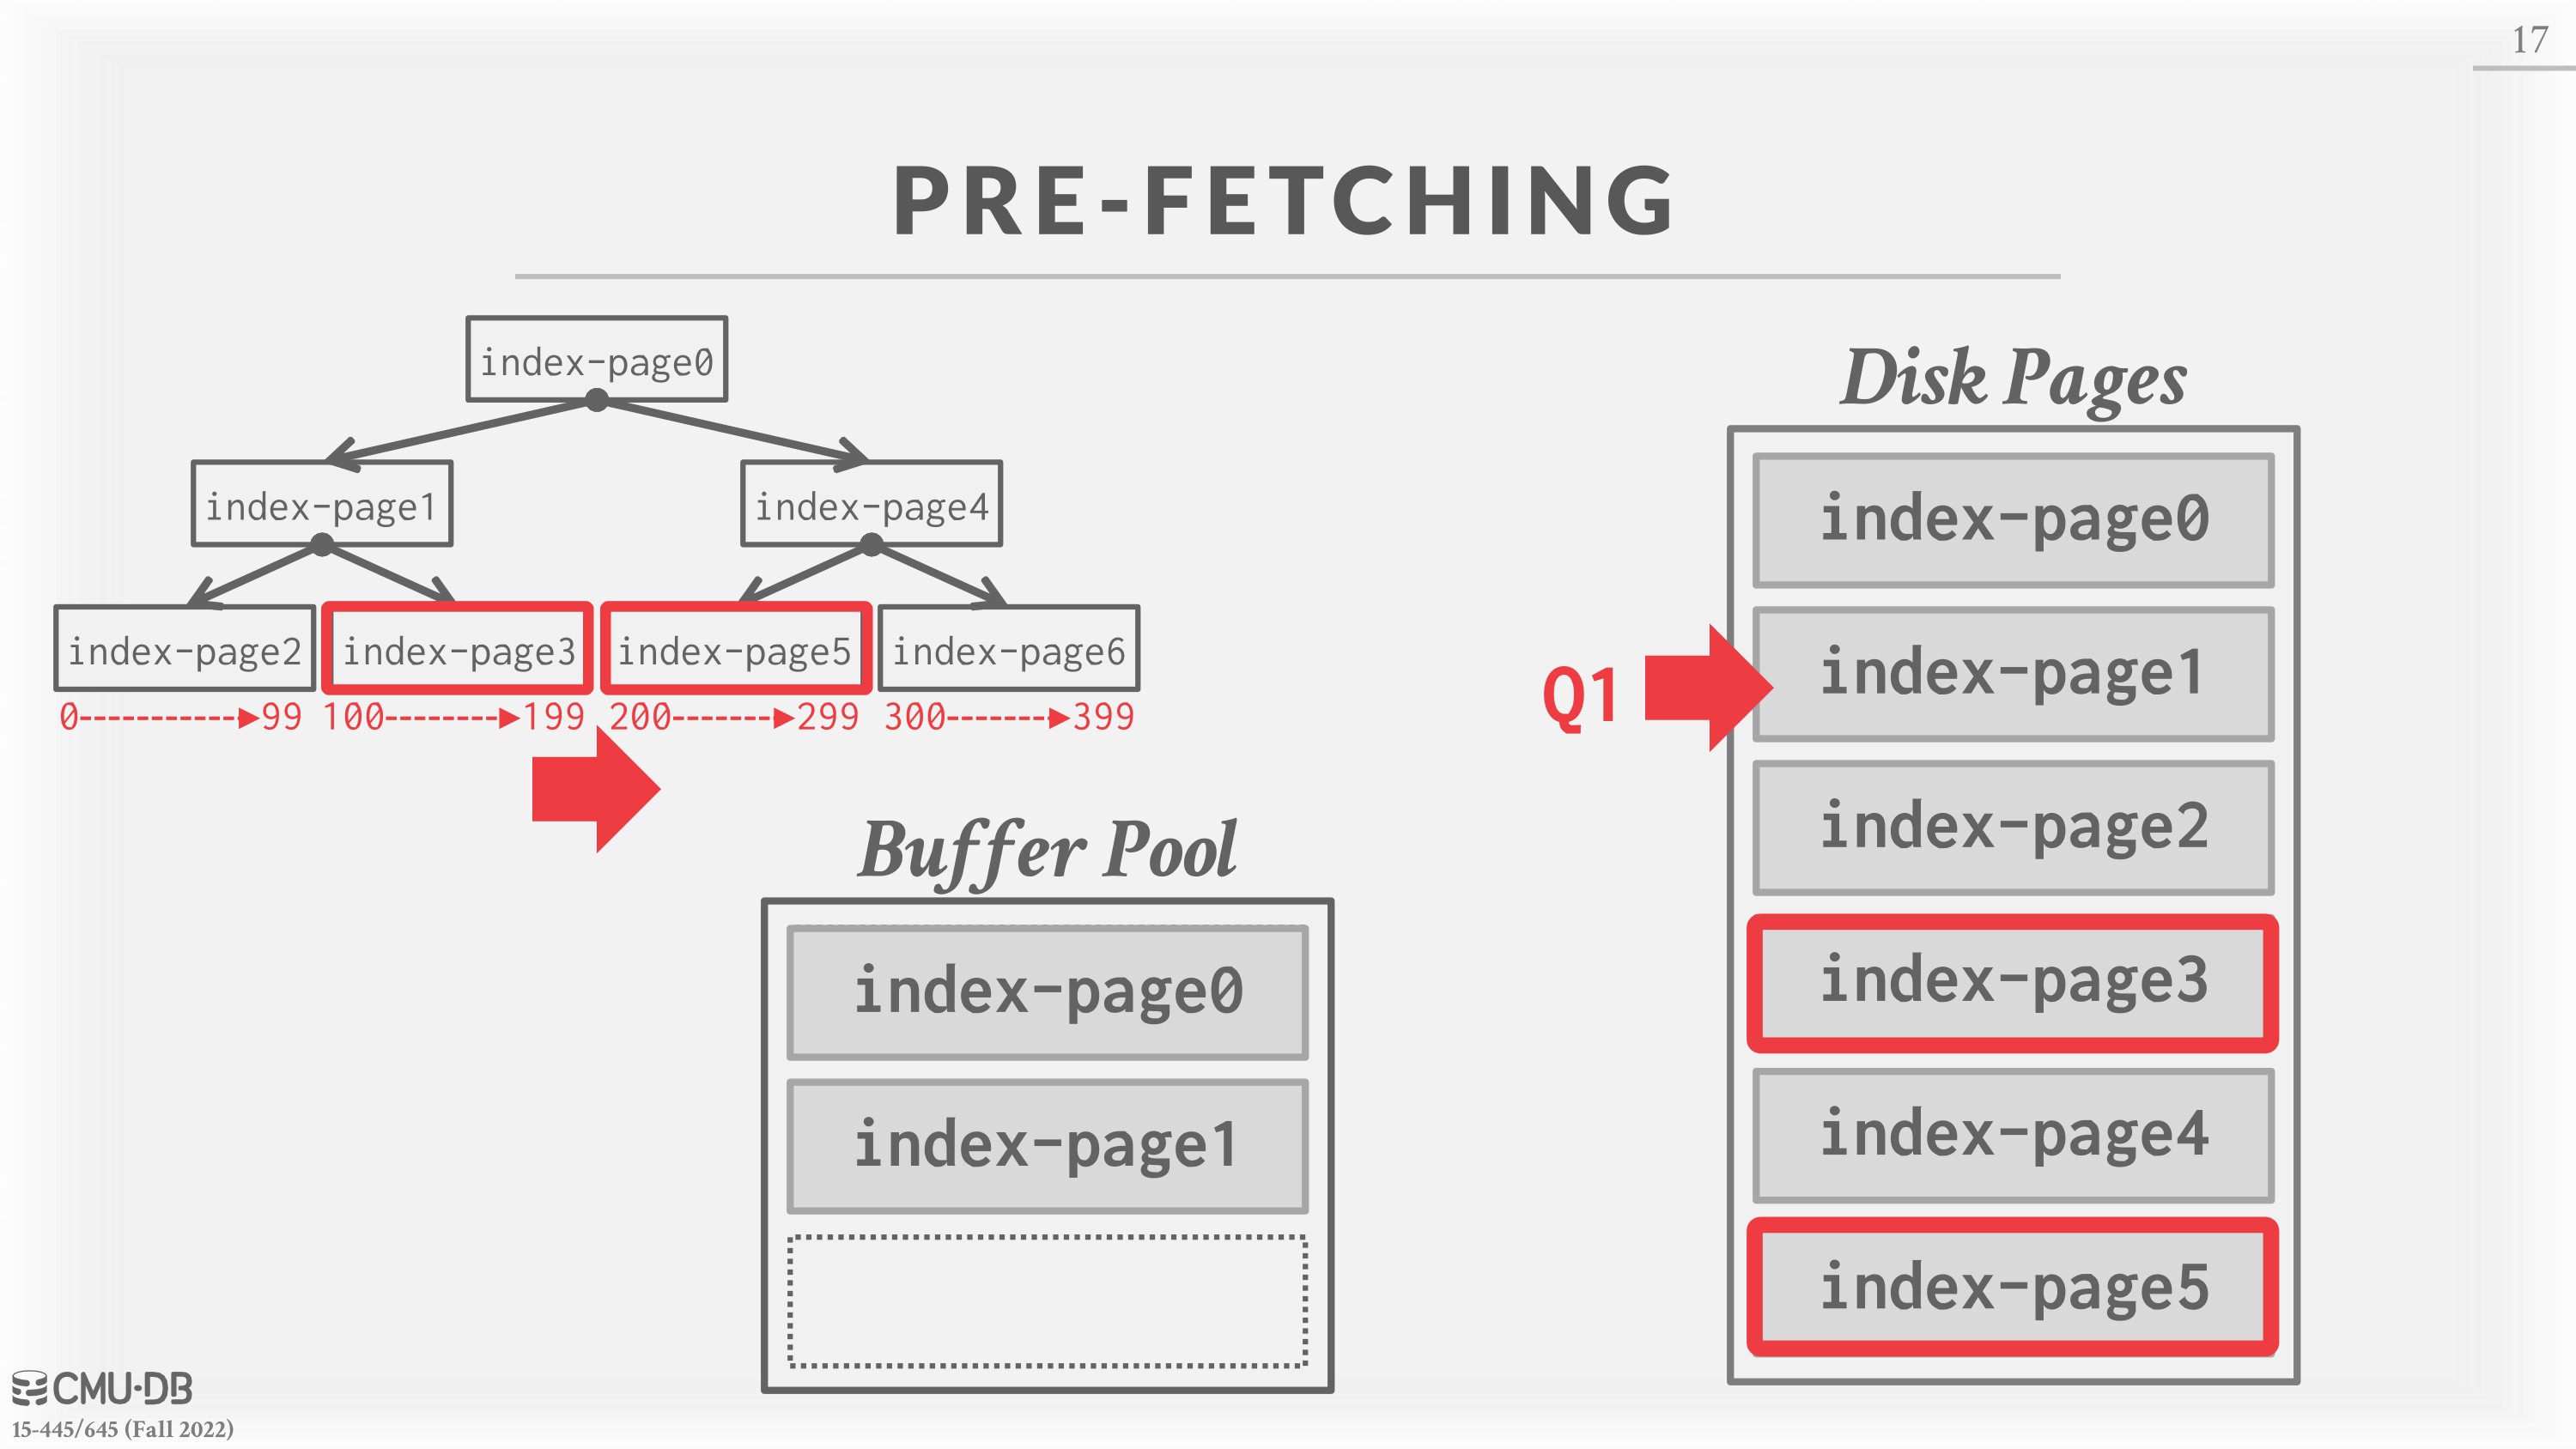 17
PRE-FETCHING
index-page0
index-page1
index-page4
index-page2
index-page3
index-page5
index-page6
0 99
100 199
200 299
300 399
Buffer Pool
index-page0
index-page1
Q1
Disk Pages
index-page0
index-page1
index-page2
index-page3
index-page4
index-page5
CMU·DB
15-445/645 (Fall 2022)